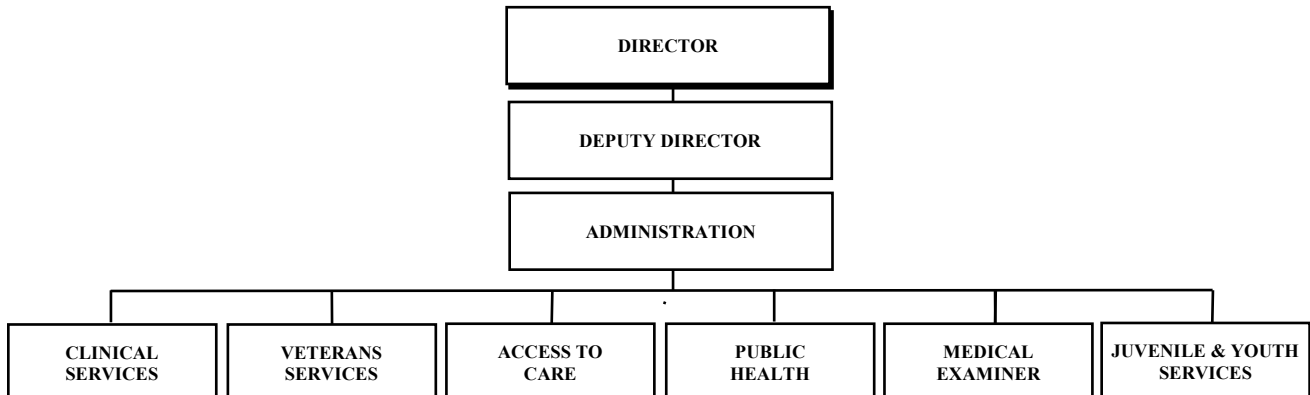 DIRECTOR
DEPUTY DIRECTOR
ADMINISTRATION
.
CLINICAL
SERVICES
VETERANS
SERVICES
ACCESS TO
CARE
PUBLIC
HEALTH
MEDICAL
EXAMINER
JUVENILE & YOUTH
SERVICES